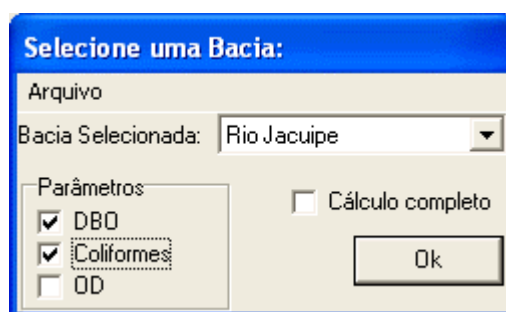 Selecione uma Bacia:
Arquivo
Bacia Selecionada: Rio Jacuipe
Parâmetros
DBO
Coliformes
OD
Cálculo completo
Ok